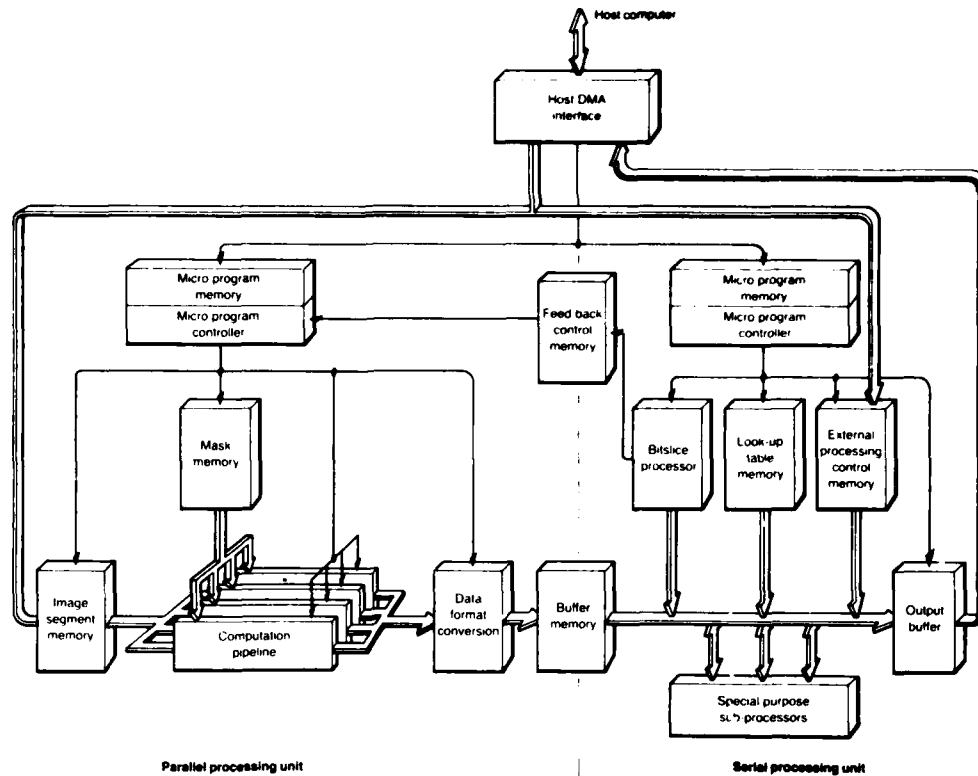 Host computer
Host DMA
interface
Micro program
memory
Micro program
controller
Feed back
control
memory
Micro program
memory
Micro program
controller
Mask
memory
Bitslice
processor
Look-up
table
memory
External
processing
control
memory
Image
segment
memory
Computation
pipeline
Data
format
conversion
Buffer
memory
Output
buffer
Special purpose
sub-processors
Parallel processing unit
Serial processing unit